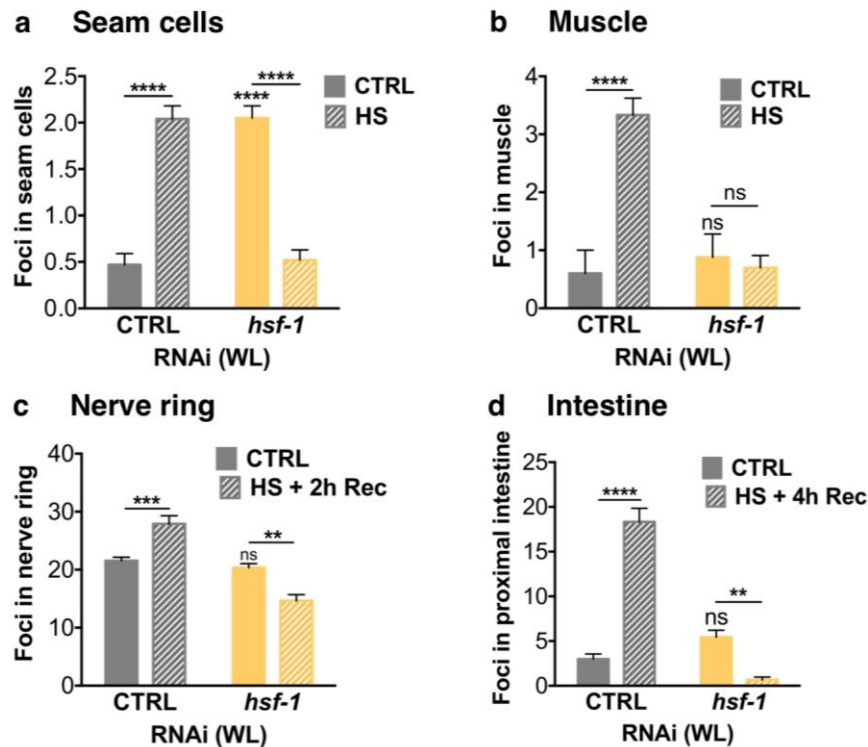 a Seam cells
Foci in seam cells
2.5
2.0
1.5
1.0
0.5
0.0
****
****
****
CTRL
HS
CTRL hsf-1
RNAi (WL)
b Muscle
Foci in muscle
4
3
2
1
0
****
ns
ns
CTRL
HS
CTRL hsf-1
RNAi (WL)
c Nerve ring
Foci in nerve ring
40
30
20
10
0
***
ns
**
CTRL
HS + 2h Rec
CTRL hsf-1
RNAi (WL)
d Intestine
Foci in proximal intestine
25
20
15
10
5
0
****
ns
**
CTRL
HS + 4h Rec
CTRL hsf-1
RNAi (WL)